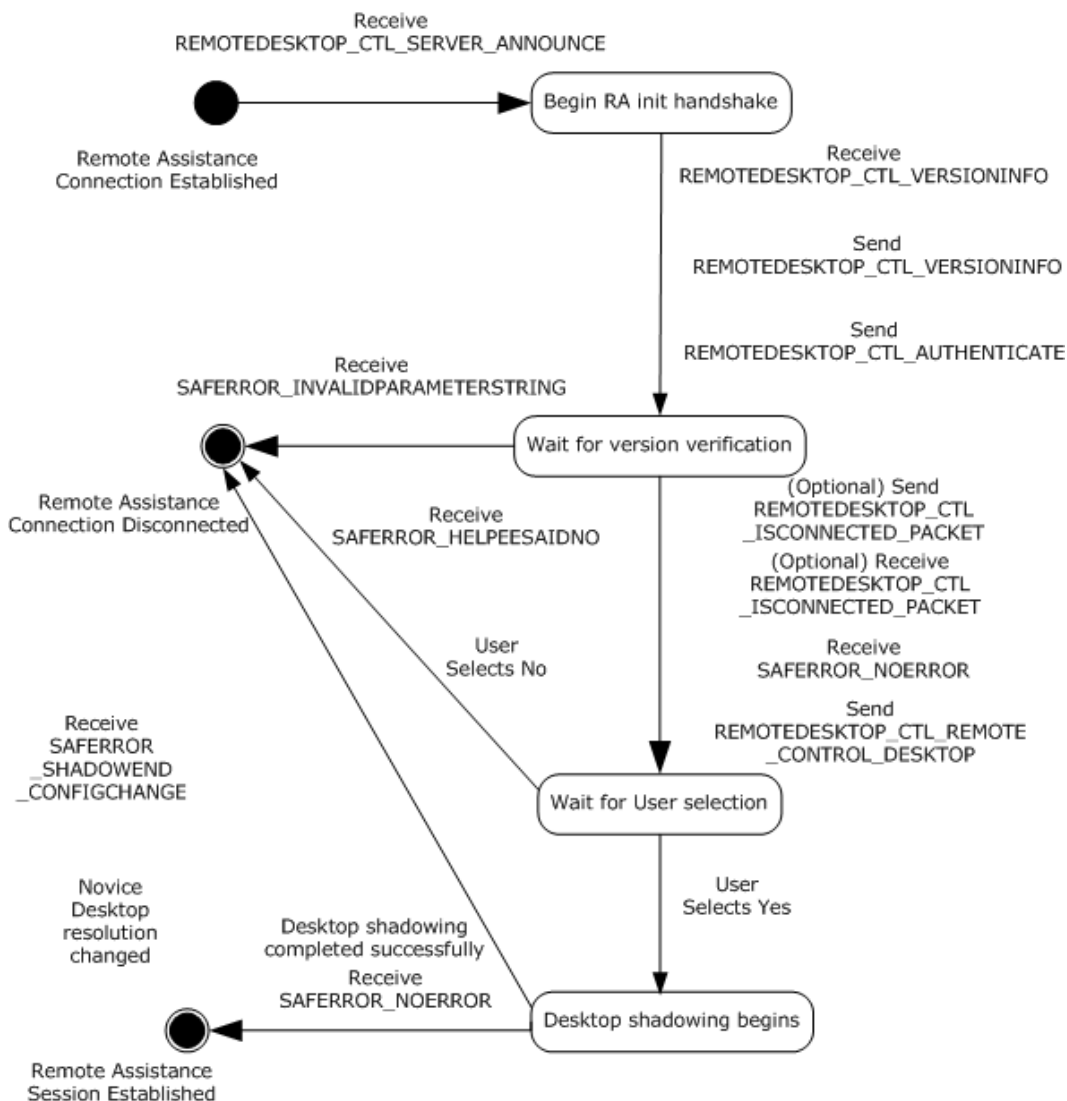 Receive
REMOTEDESKTOP_CTL_SERVER_ANNOUNCE
Begin RA init handshake
Remote Assistance
Connection Established
Receive
REMOTEDESKTOP_CTL_VERSIONINFO
Send
REMOTEDESKTOP_CTL_VERSIONINFO
Send
REMOTEDESKTOP_CTL_AUTHENTICATE
Receive
SAFERROR_INVALIDPARAMETERSTRING
Wait for version verification
Remote Assistance
Connection Disconnected
(Optional) Send
REMOTEDESKTOP_CTL
_ISCONNECTED_PACKET
Receive
SAFERROR_HELPEESAIDNO
(Optional) Receive
REMOTEDESKTOP_CTL
_ISCONNECTED_PACKET
User
Selects No
Receive
SAFERROR_NOERROR
Send
REMOTEDESKTOP_CTL_REMOTE
_CONTROL_DESKTOP
Receive
SAFERROR
_SHADOWEND
_CONFIGCHANGE
Wait for User selection
User
Selects Yes
Novice
Desktop
resolution
changed
Desktop shadowing
completed successfully
Receive
SAFERROR_NOERROR
Desktop shadowing begins
Remote Assistance
Session Established